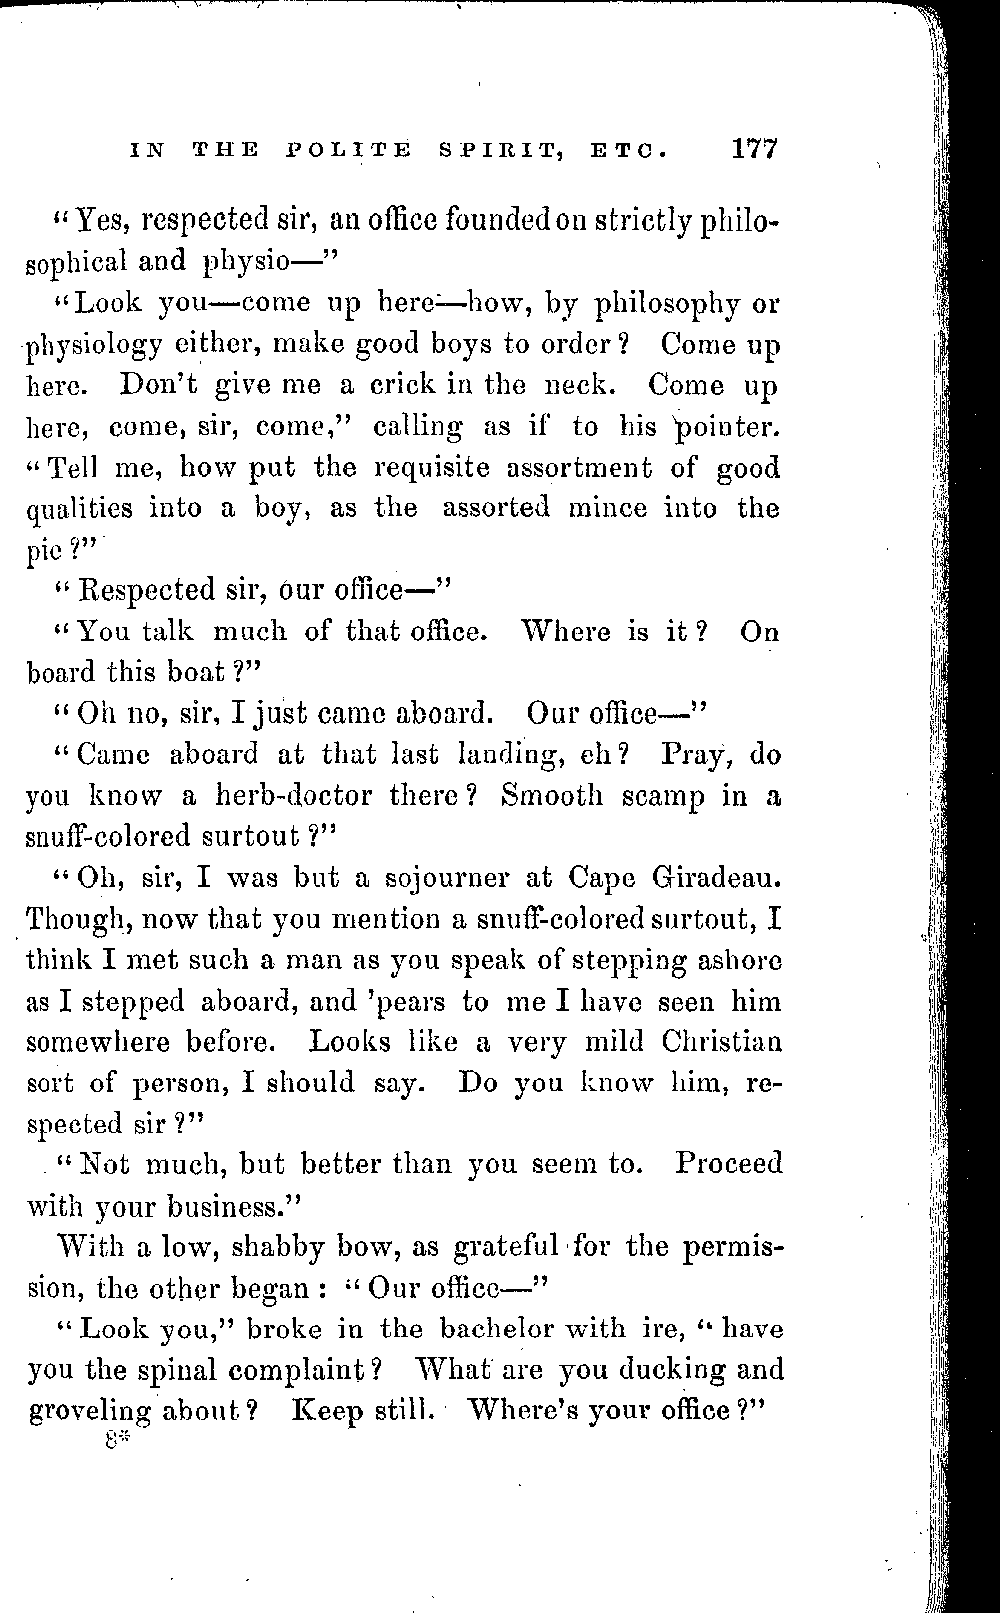 IN THE POLITE SPIRIT, ETC. 177
"Yes, respected sir, an office founded on strictly philo-
sophical and physio—"
"Look you—come up here—how, by philosophy or
physiology either, make good boys to order? Come up
here. Don't give me a crick in the neck. Come up
here, come, sir, come," calling as if to his pointer.
"Tell me, how put the requisite assortment of good
qualities into a boy, as the assorted mince into the
pie?"
"Respected sir, our office—"
"You talk much of that office. Where is it? On
board this boat?"
"Oh no, sir, I just came aboard. Our office—"
"Came aboard at that last landing, eh? Pray, do
you know a herb-doctor there? Smooth scamp in a
snuff-colored surtout?"
"Oh, sir, I was but a sojourner at Cape Giradeau.
Though, now that you mention a snuff-colored surtout, I
think I met such a man as you speak of stepping ashore
as I stepped aboard, and 'pears to me I have seen him
somewhere before. Looks like a very mild Christian
sort of person, I should say. Do you know him, re-
spected sir?"
"Not much, but better than you seem to. Proceed
with your business."
With a low, shabby bow, as grateful for the permis-
sion, the other began: "Our office—"
"Look you," broke in the bachelor with ire, "have
you the spinal complaint? What are you ducking and
groveling about? Keep still. Where's your office?"
8*